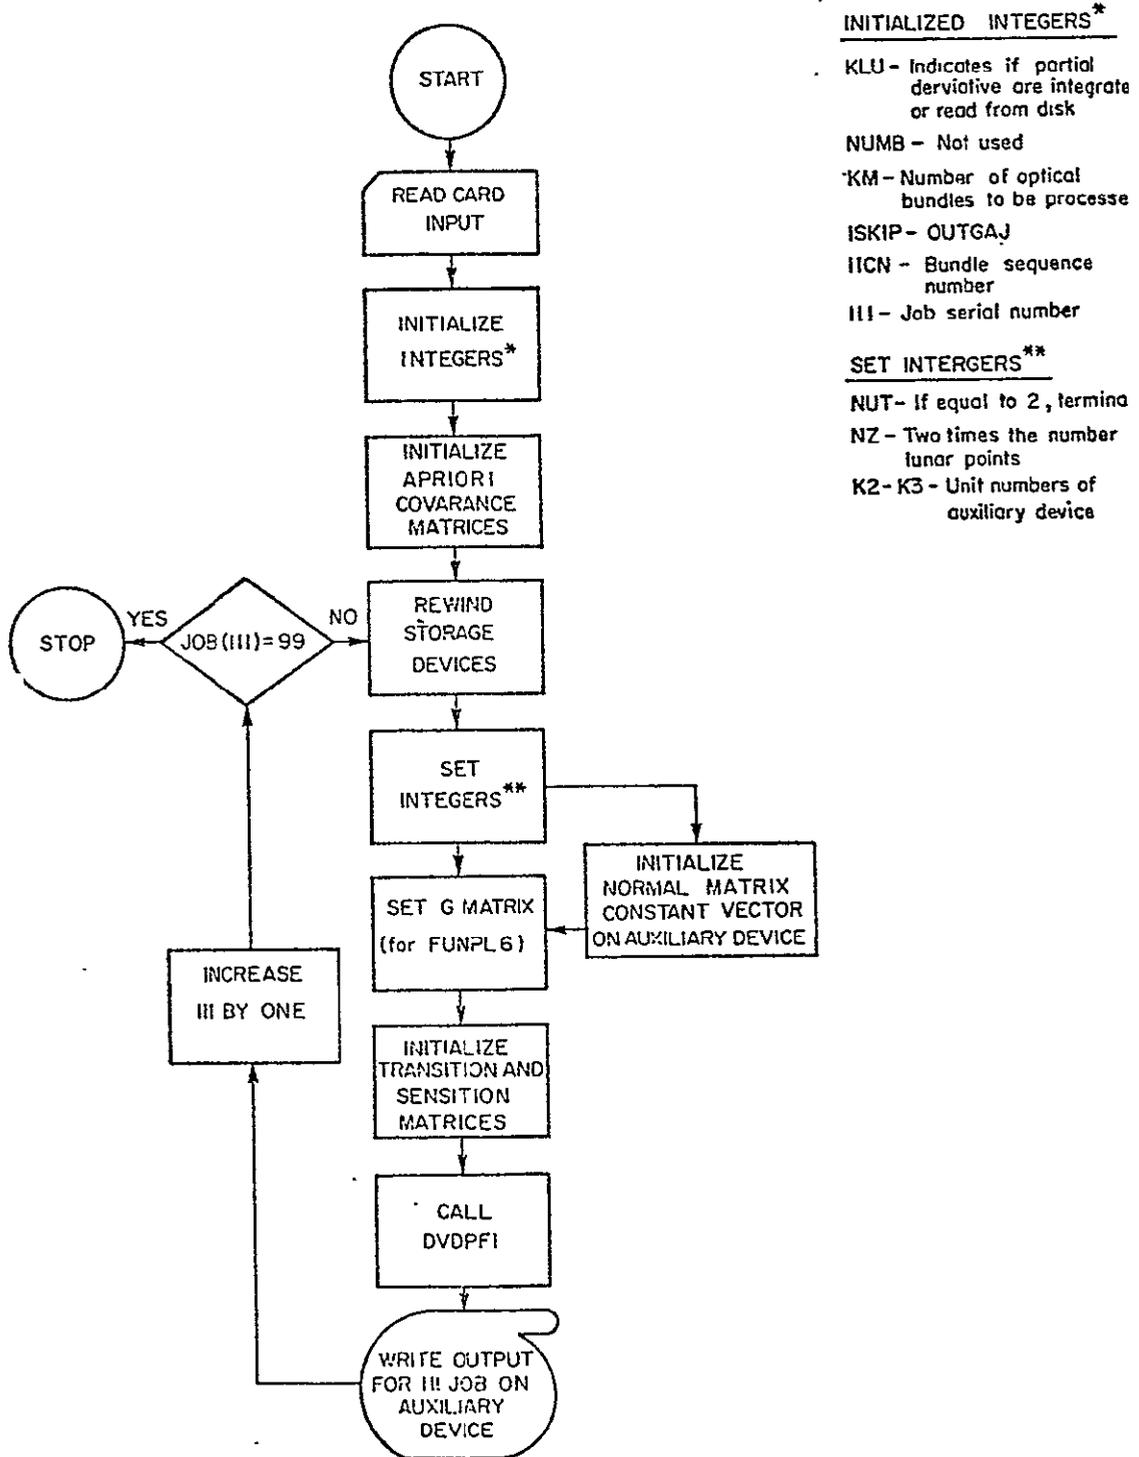 START
READ CARD
INPUT
INITIALIZE
INTEGERS*
INITIALIZE
APRIORI
COVARANCE
MATRICES
REWIND
STORAGE
DEVICES
YES
NO
STOP
JOB (III) = 99
SET
INTEGERS**
INITIALIZE
NORMAL MATRIX
CONSTANT VECTOR
ON AUXILIARY DEVICE
SET G MATRIX
(for FUNPL6)
INCREASE
III BY ONE
INITIALIZE
TRANSITION AND
SENSITION
MATRICES
CALL
DVDPF1
WRITE OUTPUT
FOR III JOB ON
AUXILIARY
DEVICE
INITIALIZED INTEGERS*
KLU - Indicates if partial
derviative are integrate
or read from disk
NUMB - Not used
KM - Number of optical
bundles to be processe
ISKIP - OUTGAJ
IICN - Bundle sequence
number
III - Job serial number
SET INTERGERS**
NUT - If equal to 2, termina
NZ - Two times the number
lunar points
K2 - K3 - Unit numbers of
auxiliary device